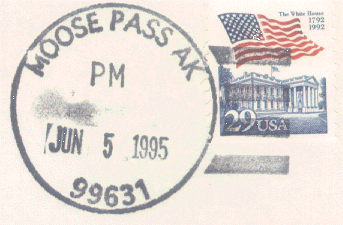 MOOSE PASS AK
PM
JUN 5 1995
99631
The White House
1792
1992
29 USA